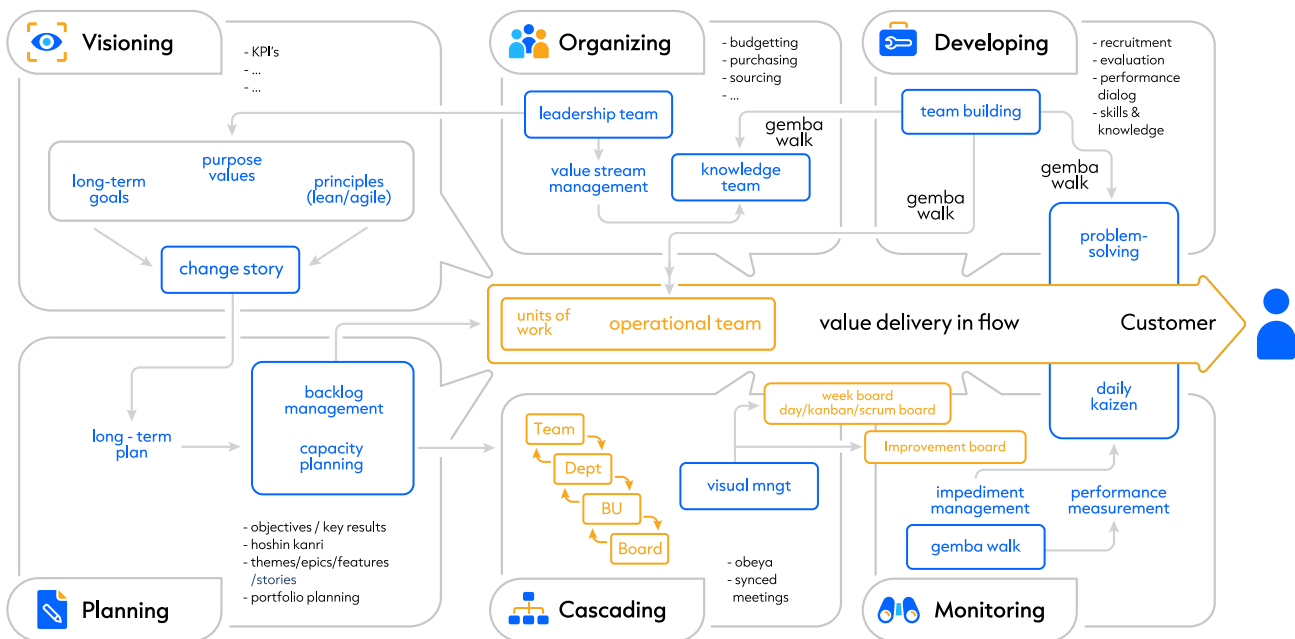 Visioning
- KPI's
- ...
- ...
purpose
values
long-term
goals
principles
(lean/agile)
change story
Organizing
- budgetting
- purchasing
- sourcing
- ...
leadership team
value stream
management
gemba
walk
knowledge
team
Developing
- recruitment
- evaluation
- performance
dialog
- skills &
knowledge
team building
gemba
walk
gemba
walk
problem-
solving
units of
work
operational team
value delivery in flow
Customer
daily
kaizen
long - term
plan
backlog
management
capacity
planning
- objectives / key results
- hoshin kanri
- themes/epics/features
/stories
- portfolio planning
Planning
Team
Dept
BU
Board
week board
day/kanban/scrum board
Improvement board
visual mngt
- obeya
- synced
meetings
Cascading
impediment
management
performance
measurement
gemba walk
Monitoring